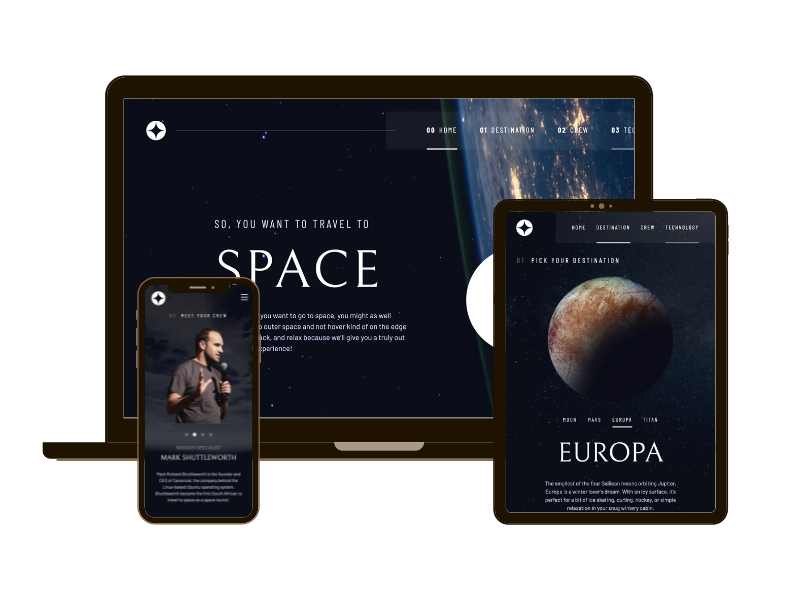 00 HOME
01 DESTINATION
02 CREW
03 TEC
SO, YOU WANT TO TRAVEL TO
SPACE
you want to go to space, you might as well
o outer space and not hover kind of on the edge
ack, and relax because we'll give you a truly out
xperience!
MEET YOUR CREW
MISSION SPECIALIST
MARK SHUTTLEWORTH
Mark Richard Shuttleworth is the founder and
CEO of Canonical, the company behind the
Linux-based Ubuntu operating system.
Shuttleworth became the first South African to
travel to space as a space tourist.
HOME
DESTINATION
CREW
TECHNOLOGY
01 PICK YOUR DESTINATION
MOON
MARS
EUROPA
TITAN
EUROPA
The smallest of the four Galilean moons orbiting Jupiter,
Europa is a winter lover's dream. With an icy surface, it's
perfect for a bit of ice skating, curling, hockey, or simple
relaxation in your snug wintery cabin.